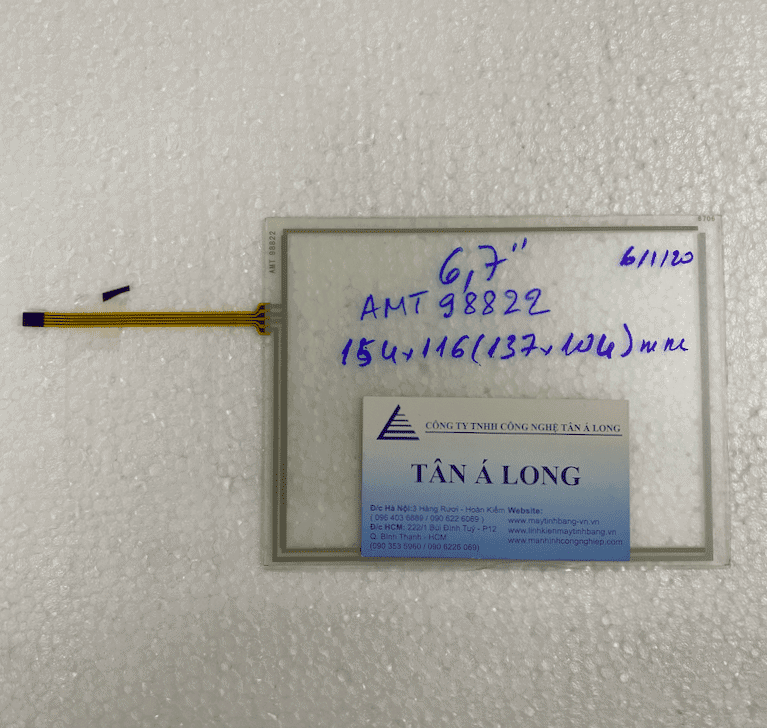 AMT 98822
6,7"
6/1/20
AMT 98822
154x116(137x104)mm
CÔNG TY TNHH CÔNG NGHỆ TÂN Á LONG
TÂN Á LONG
Đ/c Hà Nội:3 Hàng Rươi - Hoàn Kiếm
( 090 403 6889 / 090 622 6089 )
Đ/c HCM: 222/1 Bùi Đình Tuý - P12
Q. Bình Thạnh - HCM
(090 353 5960 / 090 6226 089)
Website:
www.maytinhbang-vn.vn
www.linhkienmaytinhbang.vn
www.manhinhcongnghiep.com